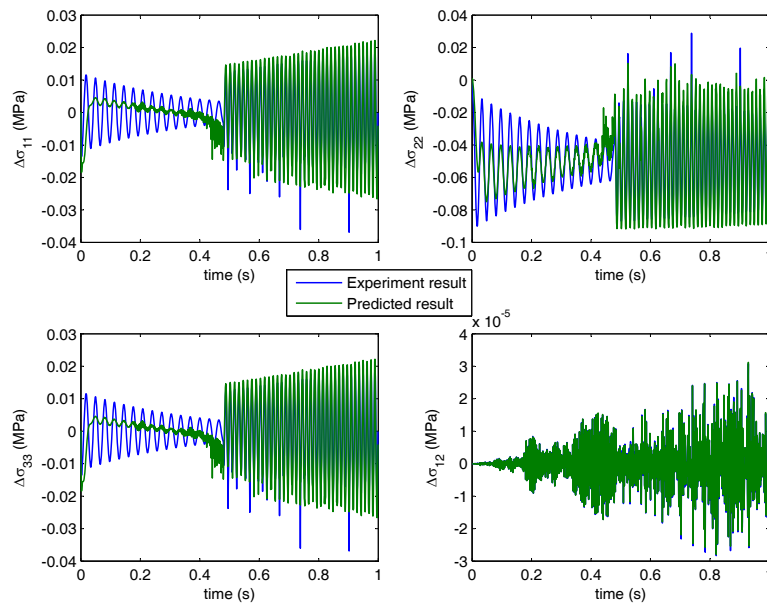 0.03
0.02
0.01
0
-0.01
-0.02
-0.03
-0.04
Δσ11 (MPa)
0 0.2 0.4 0.6 0.8 1
time (s)
0.02
0
-0.02
-0.04
-0.06
-0.08
-0.1
Δσ22 (MPa)
0 0.2 0.4 0.6 0.8
time (s)
Experiment result
Predicted result
0.03
0.02
0.01
0
-0.01
-0.02
-0.03
-0.04
Δσ33 (MPa)
0 0.2 0.4 0.6 0.8 1
time (s)
x 10^-5
4
3
2
1
0
-1
-2
-3
Δσ12 (MPa)
0 0.2 0.4 0.6 0.8
time (s)